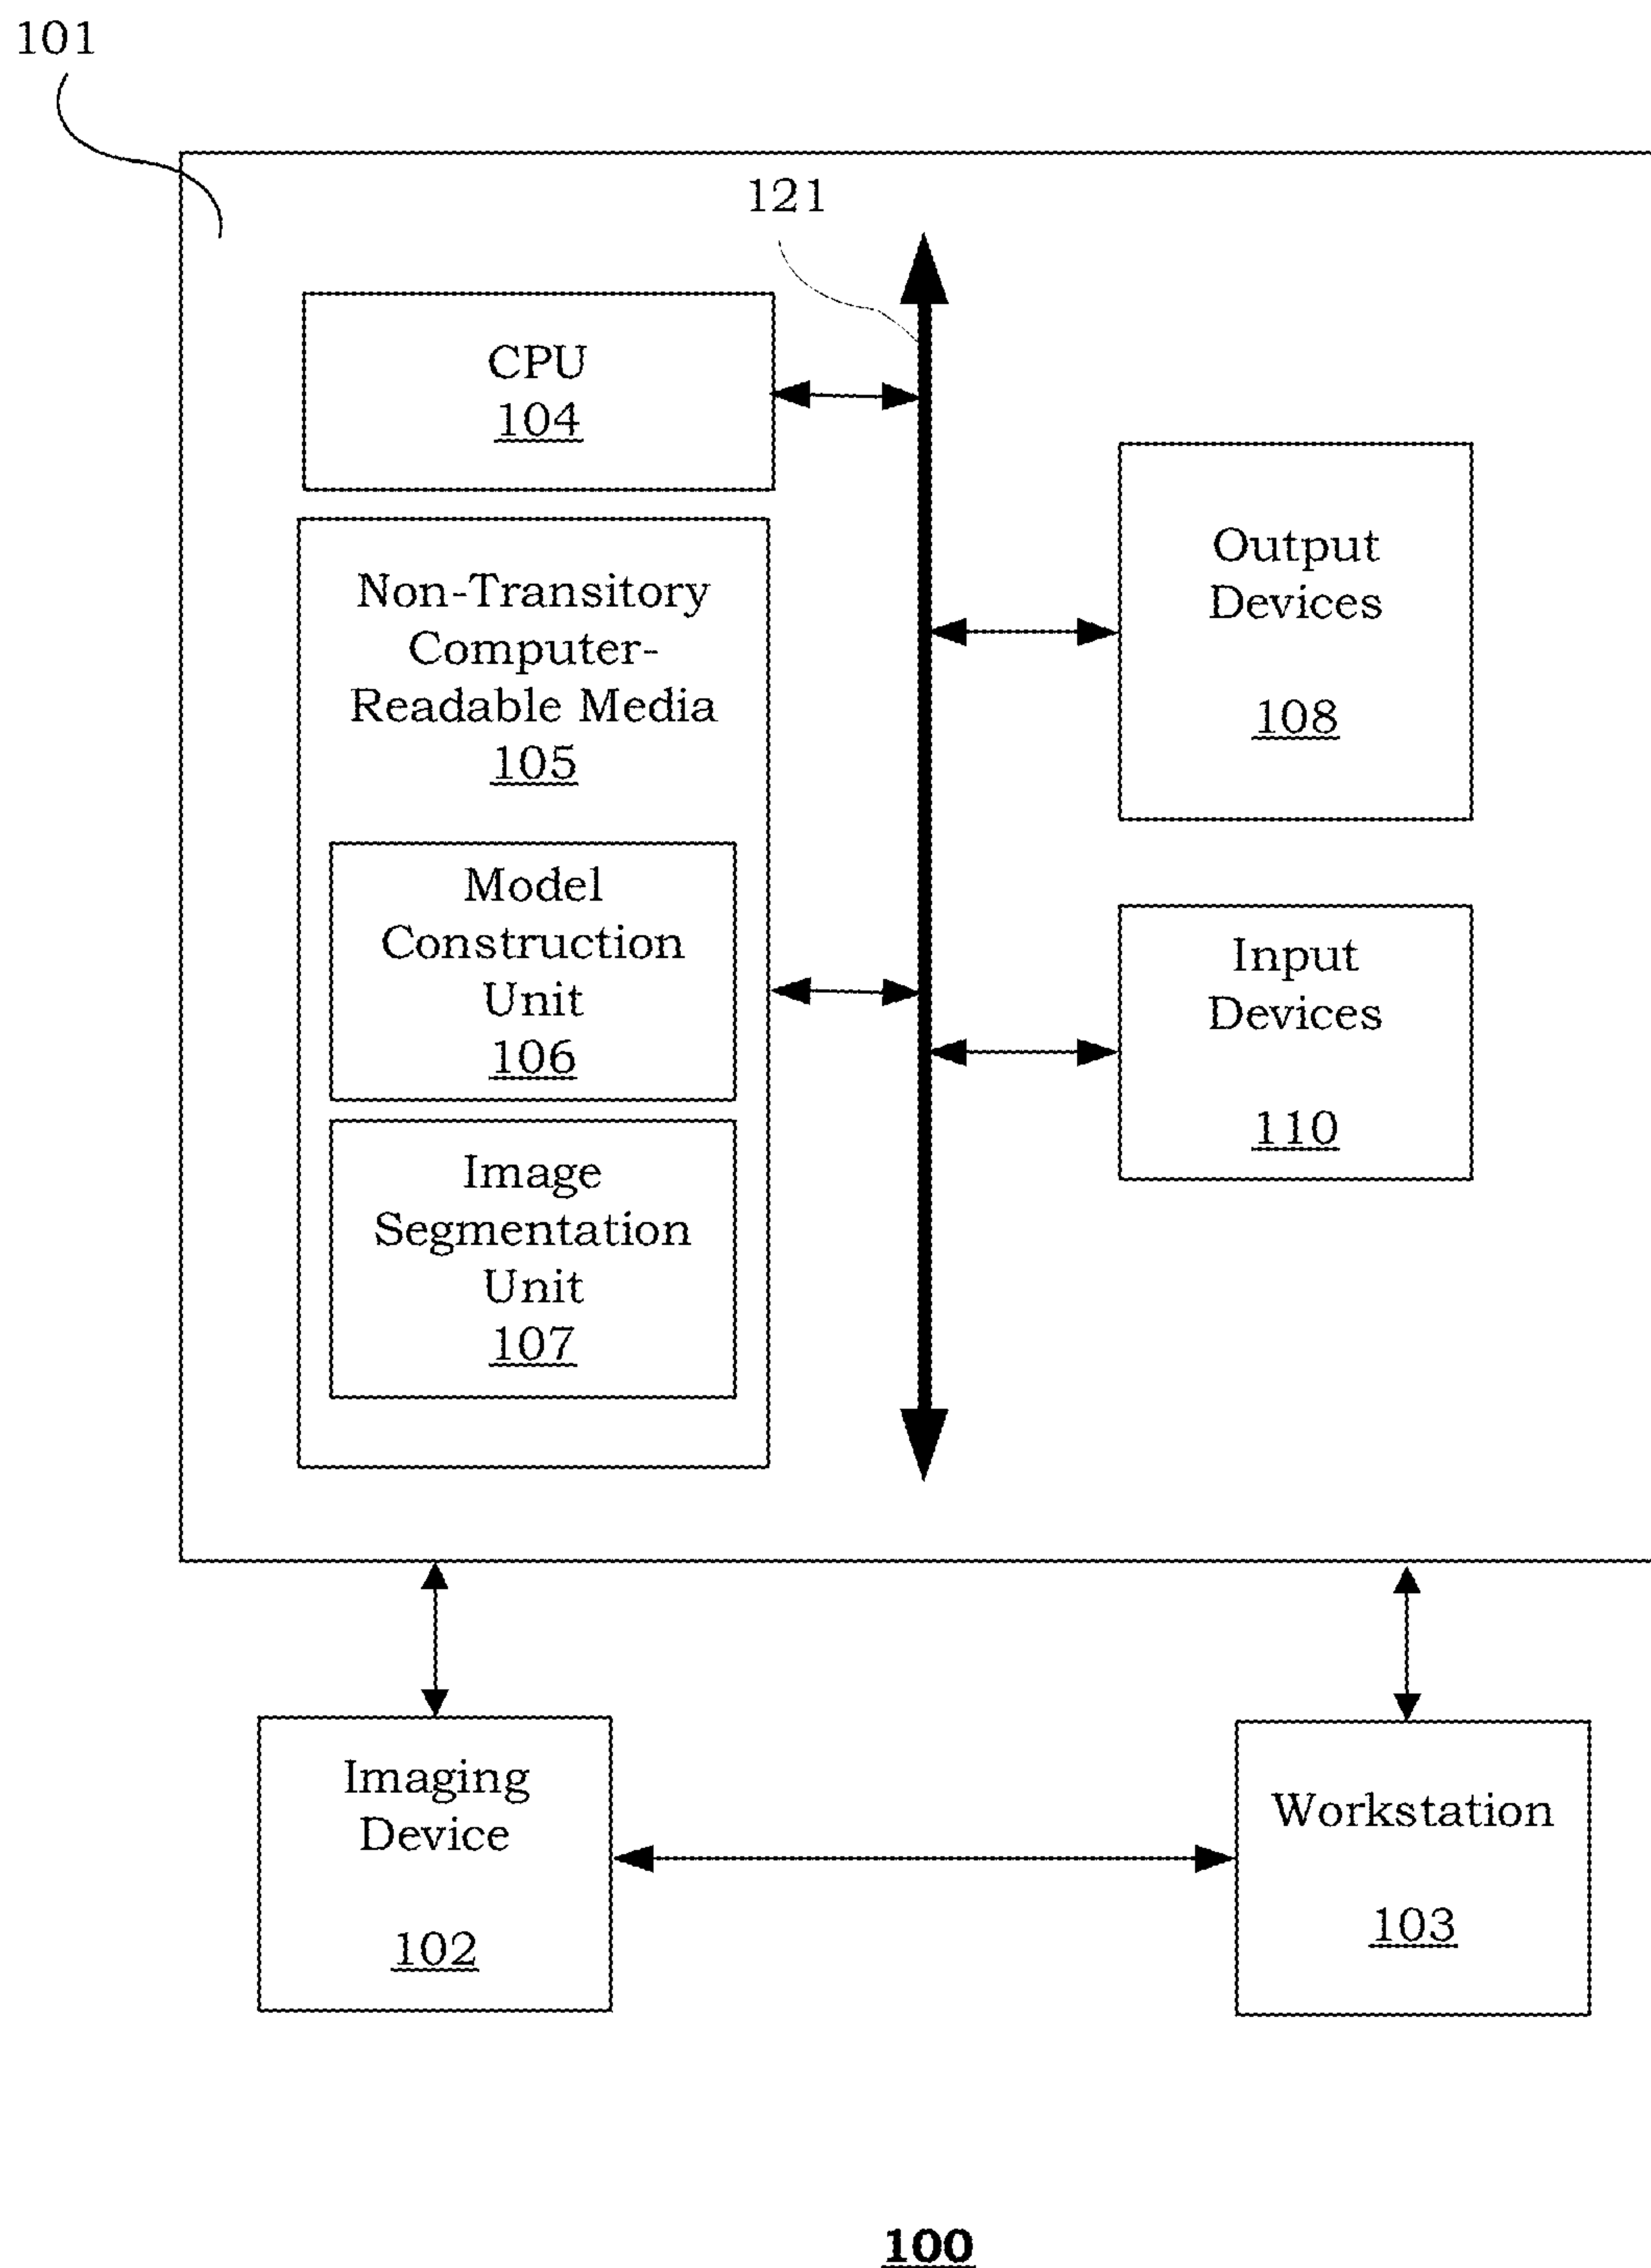 101
121
CPU
104
Non-Transitory
Computer-
Readable Media
105
Model
Construction
Unit
106
Image
Segmentation
Unit
107
Output
Devices
108
Input
Devices
110
Imaging
Device
102
Workstation
103
100